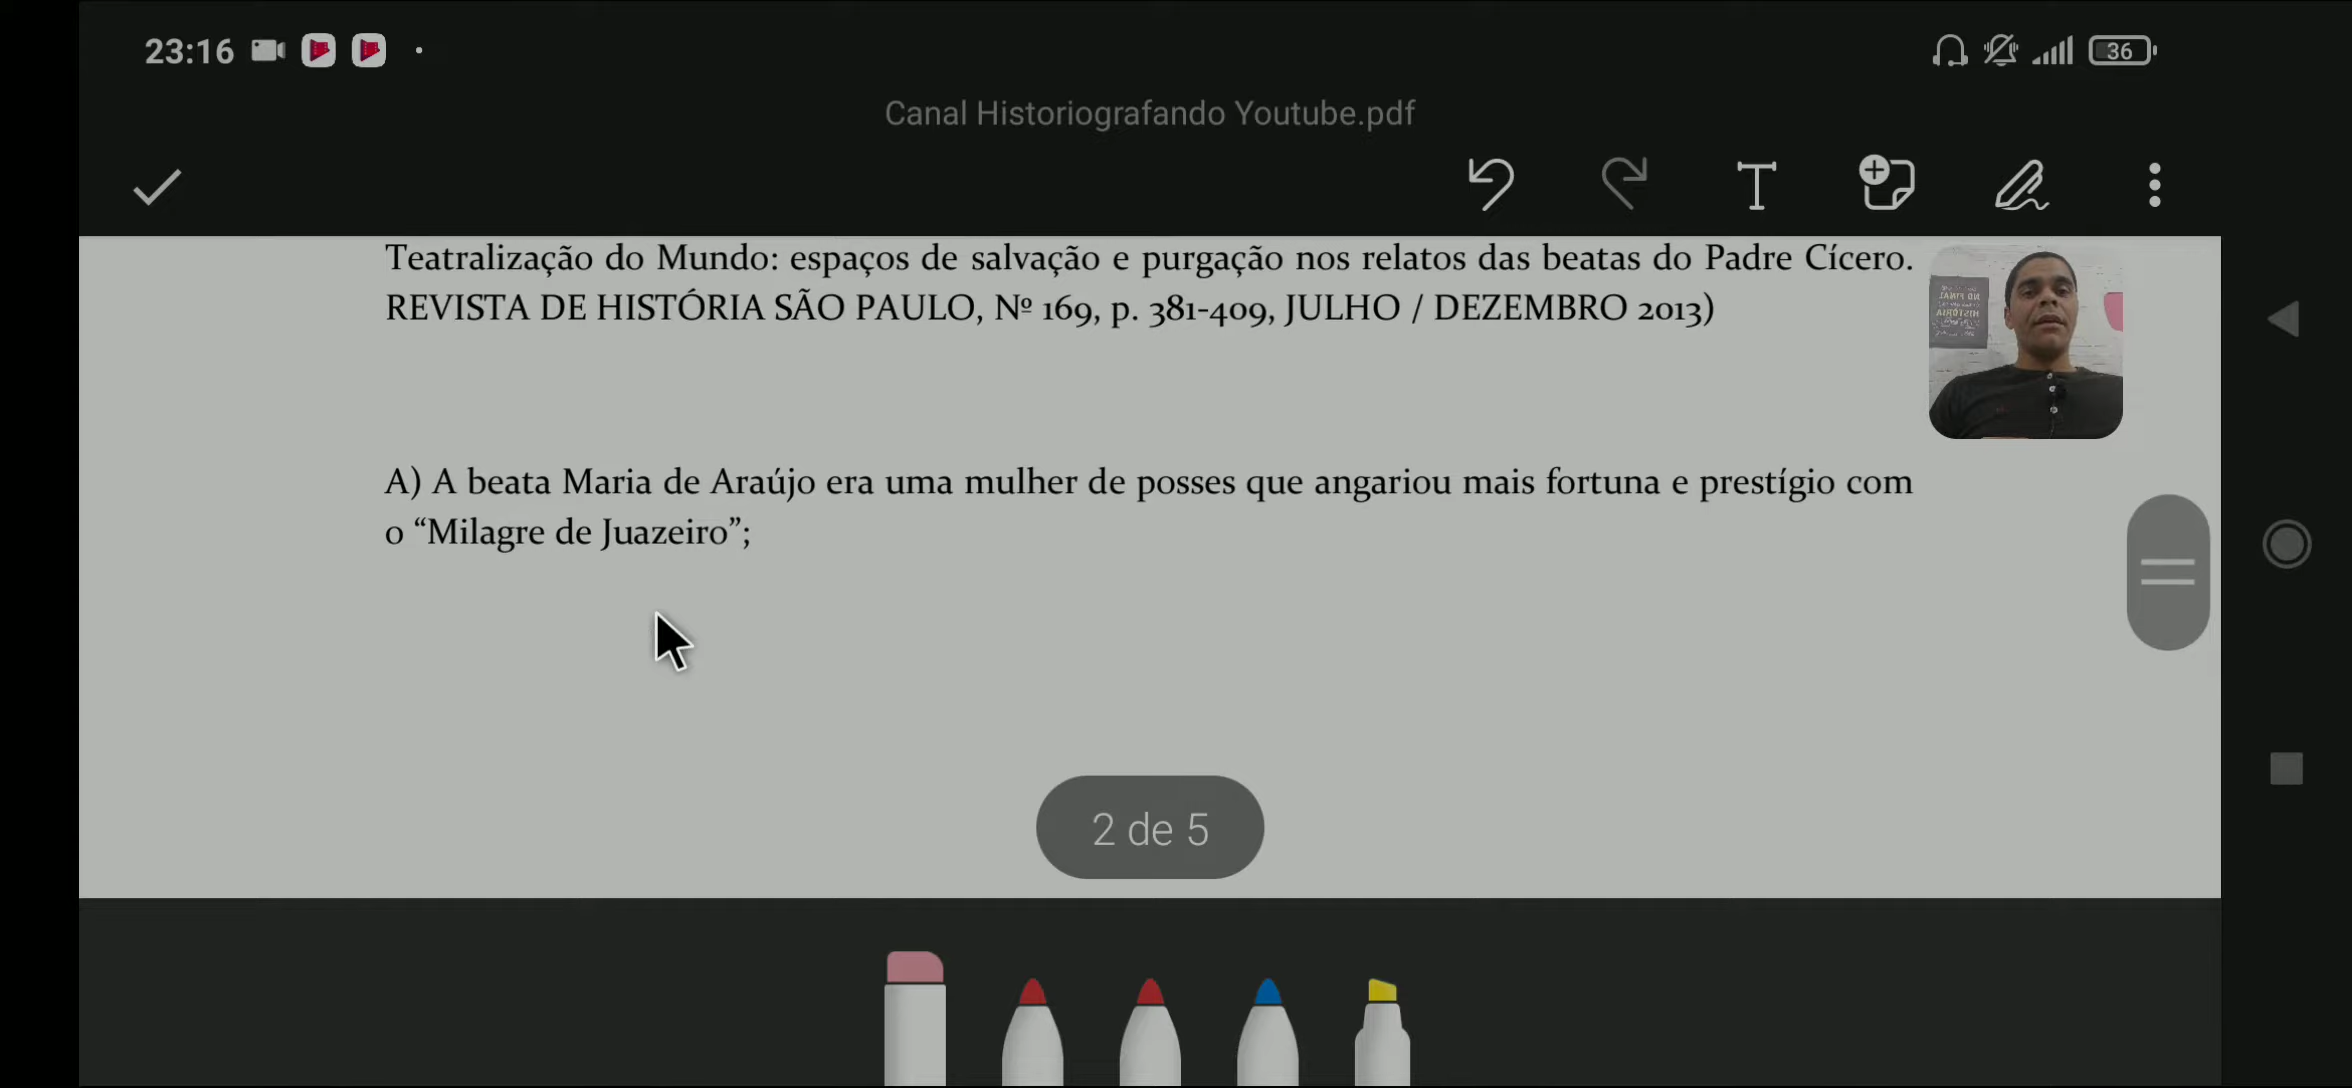 23:16
36
Canal Historiografando Youtube.pdf
Teatralização do Mundo: espaços de salvação e purgação nos relatos das beatas do Padre Cícero.
REVISTA DE HISTÓRIA SÃO PAULO, Nº 169, p. 381-409, JULHO / DEZEMBRO 2013)
A) A beata Maria de Araújo era uma mulher de posses que angariou mais fortuna e prestígio com
o “Milagre de Juazeiro”;
2 de 5